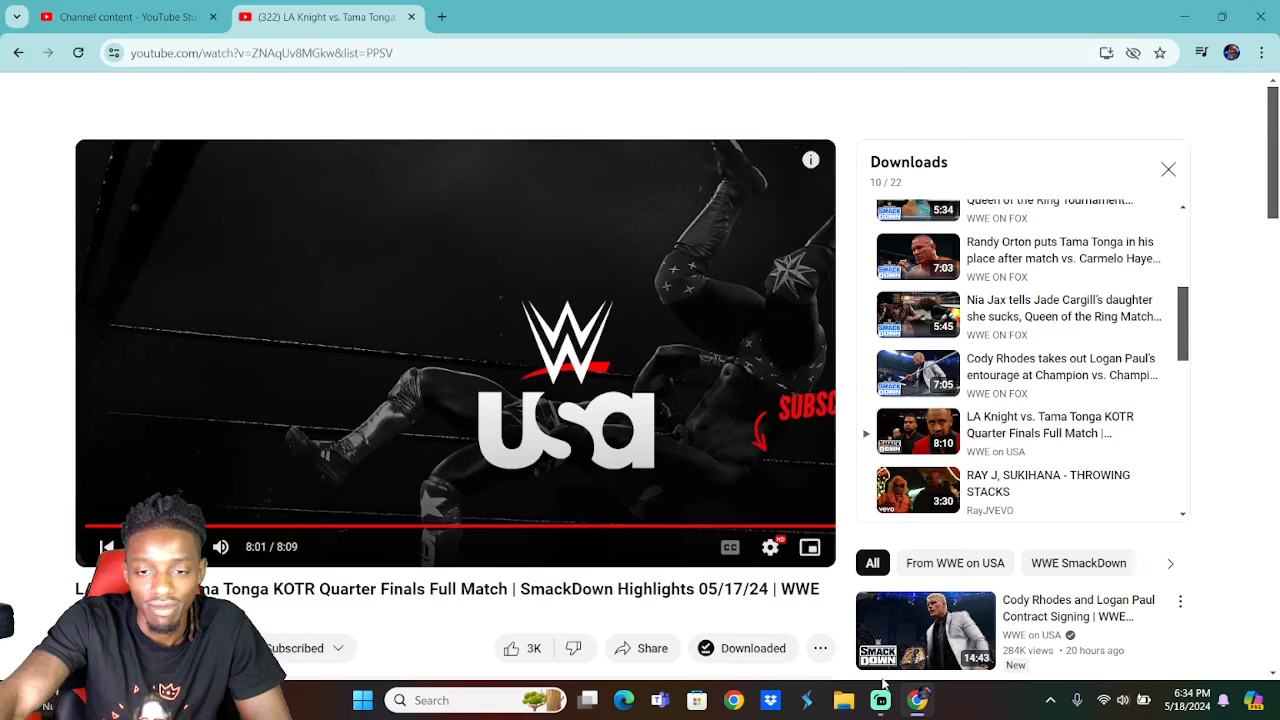 Channel content - YouTube Stu
(322) LA Knight vs. Tama Tonga
youtube.com/watch?v=ZNAqUv8MGkw&list=PPSV
W
usa
SUBSC
8:01 / 8:09
CC
HD
Downloads
10 / 22
Queen of the Ring Tournament...
WWE ON FOX
5:34
Randy Orton puts Tama Tonga in his
place after match vs. Carmelo Haye...
WWE ON FOX
7:03
Nia Jax tells Jade Cargill's daughter
she sucks, Queen of the Ring Match...
WWE ON FOX
5:45
Cody Rhodes takes out Logan Paul's
entourage at Champion vs. Champi...
WWE ON FOX
7:05
LA Knight vs. Tama Tonga KOTR
Quarter Finals Full Match |...
WWE on USA
8:10
RAY J, SUKIHANA - THROWING
STACKS
RayJVEVO
3:30
vevo
All
From WWE on USA
WWE SmackDown
L
Tama Tonga KOTR Quarter Finals Full Match | SmackDown Highlights 05/17/24 | WWE
Subscribed
3K
Share
Downloaded
...
Cody Rhodes and Logan Paul
Contract Signing | WWE...
WWE on USA
284K views • 20 hours ago
New
SMACK DOWN
14:43
Search
6:34 PM
5/18/2024